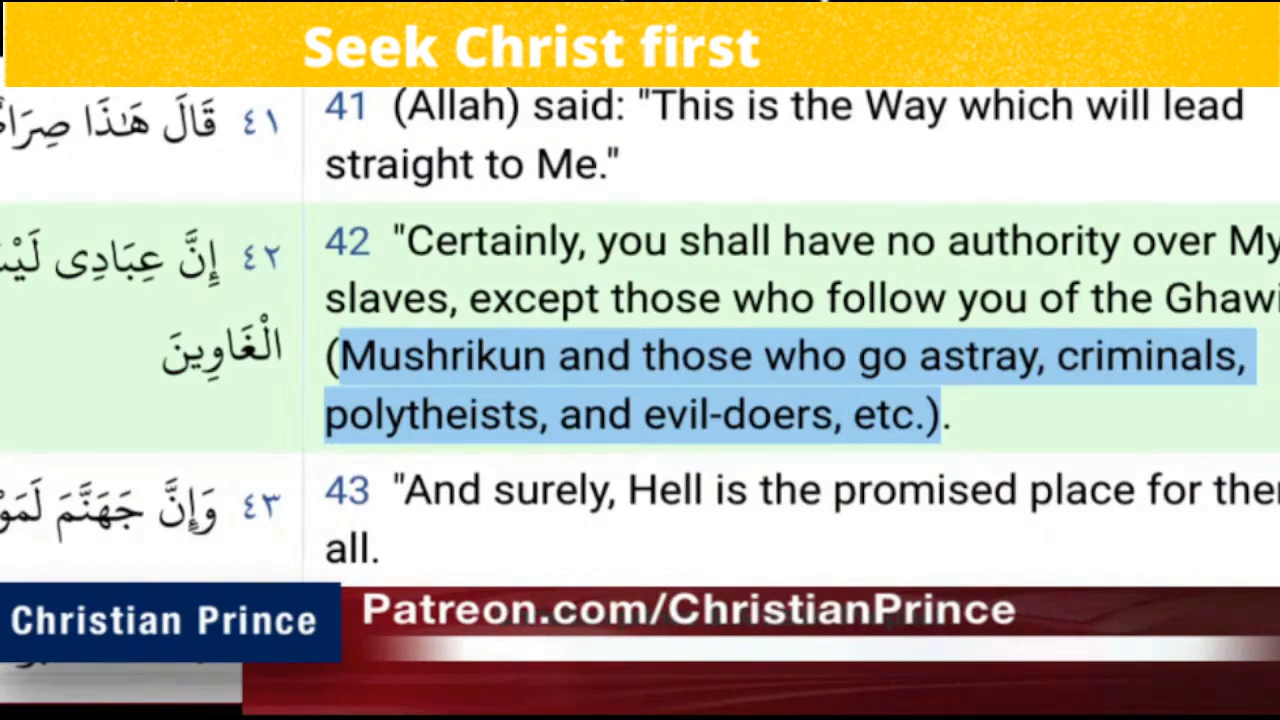 Seek Christ first
٤١ قَالَ هَٰذَا
41 (Allah) said: "This is the Way which will lead
straight to Me."
٤٢ إِنَّ عِبَادِى
الْغَاوِينَ
42 "Certainly, you shall have no authority over My
slaves, except those who follow you of the
(Mushrikun and those who go astray, criminals,
polytheists, and evil-doers, etc.).
٤٣ وَإِنَّ جَهَنَّمَ
43 "And surely, Hell is the promised place for
all.
Christian Prince
Patreon.com/ChristianPrince